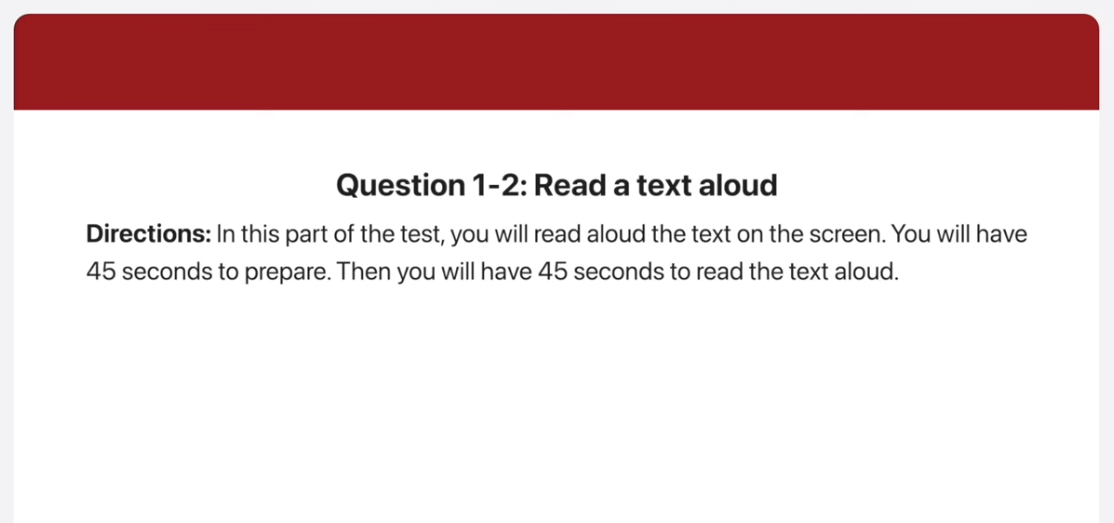 Question 1-2: Read a text aloud
Directions: In this part of the test, you will read aloud the text on the screen. You will have
45 seconds to prepare. Then you will have 45 seconds to read the text aloud.